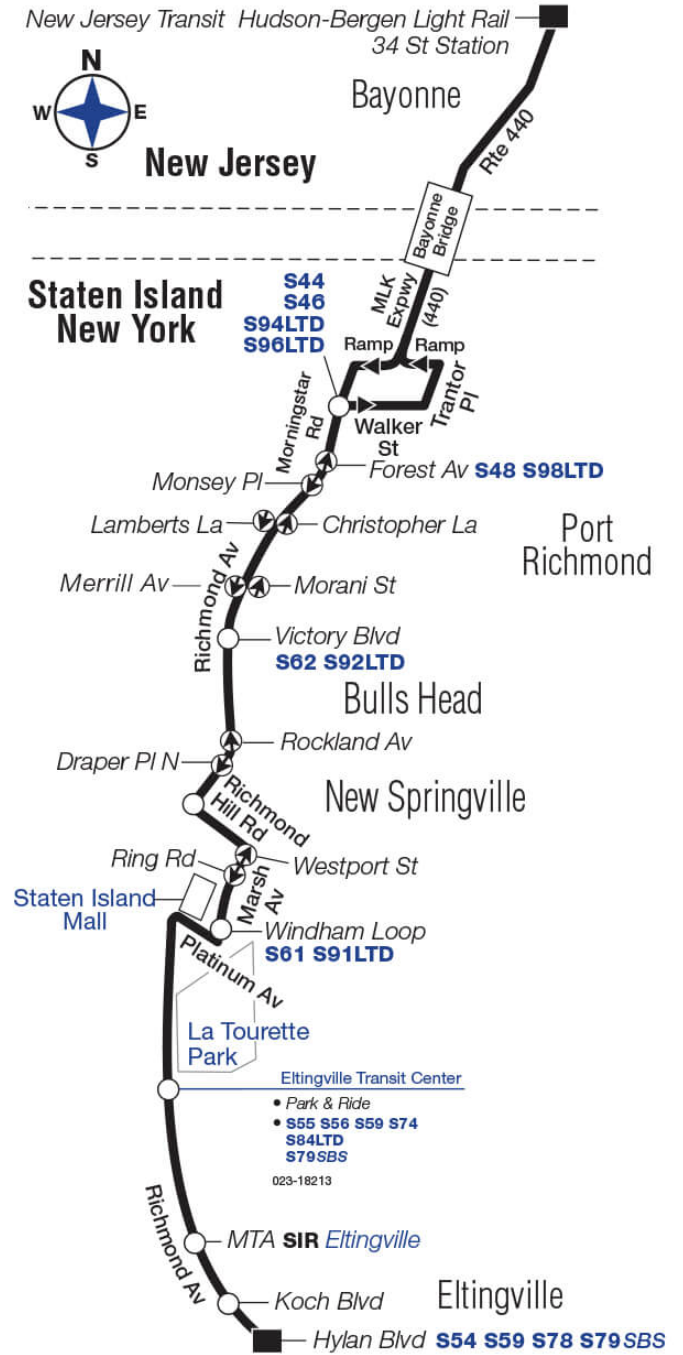 New Jersey Transit Hudson-Bergen Light Rail
34 St Station
N
W
E
S
Bayonne
New Jersey
Rte 440
Bayonne
Bridge
Staten Island
New York
S44
S46
S94LTD
S96LTD
MLK
Expwy
(440)
Ramp
Ramp
Trantor
Pl
Walker
St
Morningstar
Rd
Forest Av S48 S98LTD
Monsey Pl
Lamberts La
Christopher La
Port
Richmond
Richmond Av
Merrill Av
Morani St
Victory Blvd
S62 S92LTD
Bulls Head
Rockland Av
Draper Pl N
Richmond
Hill Rd
New Springville
Ring Rd
Westport St
Marsh
Av
Staten Island
Mall
Windham Loop
S61 S91LTD
Platinum Av
La Tourette
Park
Eltingville Transit Center
• Park & Ride
• S55 S56 S59 S74
S84LTD
S79SBS
023-18213
Richmond Av
MTA SIR Eltingville
Koch Blvd
Eltingville
Hylan Blvd S54 S59 S78 S79SBS